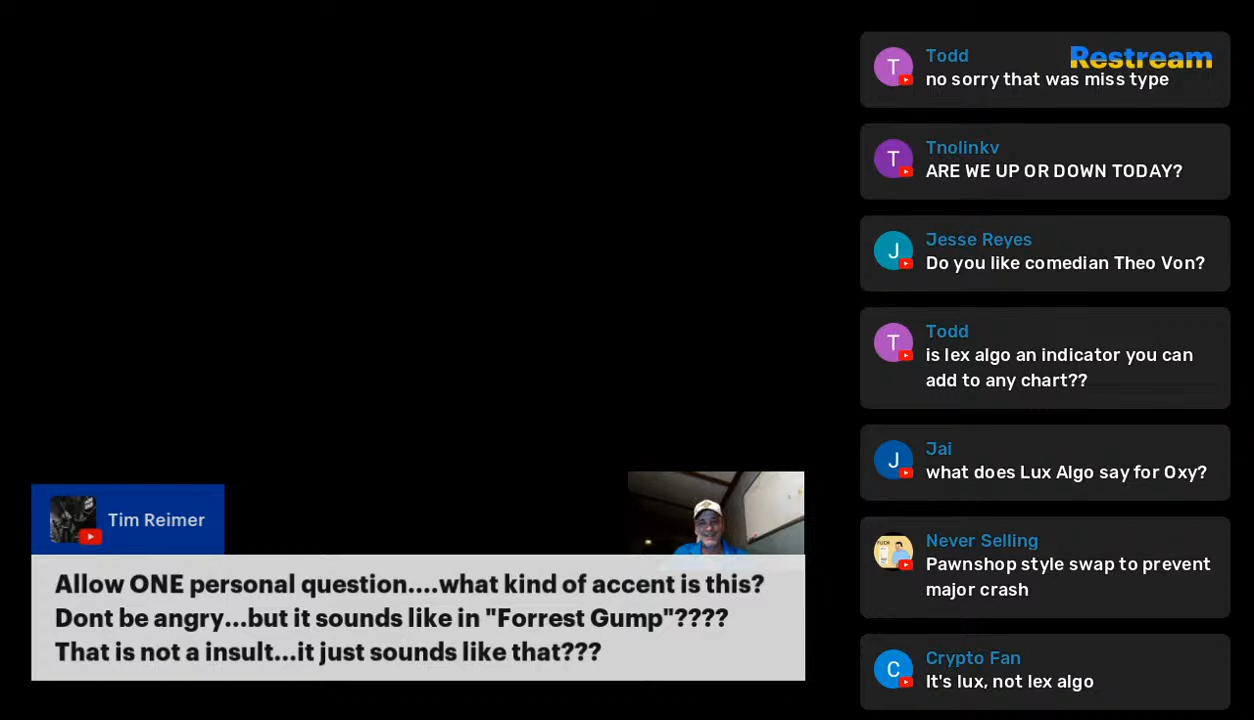 Restream
Todd
no sorry that was miss type
Tnolinkv
ARE WE UP OR DOWN TODAY?
Jesse Reyes
Do you like comedian Theo Von?
Todd
is lex algo an indicator you can
add to any chart??
Jai
what does Lux Algo say for Oxy?
Never Selling
Pawnshop style swap to prevent
major crash
Crypto Fan
It's lux, not lex algo
Tim Reimer
Allow ONE personal question....what kind of accent is this?
Dont be angry...but it sounds like in "Forrest Gump"????
That is not a insult...it just sounds like that???
T
T
J
T
J
C